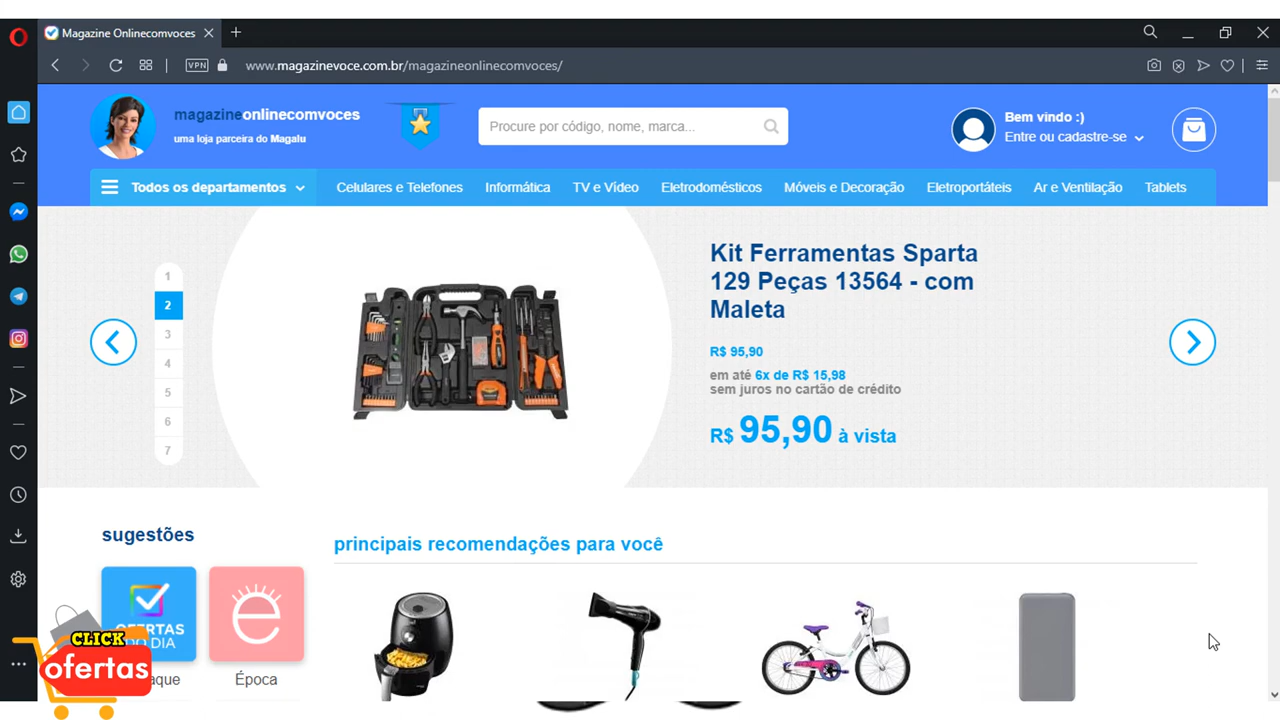 Magazine Onlinecomvoces
VPN
www.magazinevoce.com.br/magazineonlinecomvoces/
magazineonlinecomvoces
uma loja parceira do Magalu
Procure por código, nome, marca...
Bem vindo :)
Entre ou cadastre-se
Todos os departamentos
Celulares e Telefones
Informática
TV e Vídeo
Eletrodomésticos
Móveis e Decoração
Eletroportáteis
Ar e Ventilação
Tablets
1
2
3
4
5
6
7
Kit Ferramentas Sparta
129 Peças 13564 - com
Maleta
R$ 95,90
em até 6x de R$ 15,98
sem juros no cartão de crédito
R$ 95,90 à vista
sugestões
principais recomendações para você
OFERTAS
DO DIA
e
Época
CLICK
ofertas